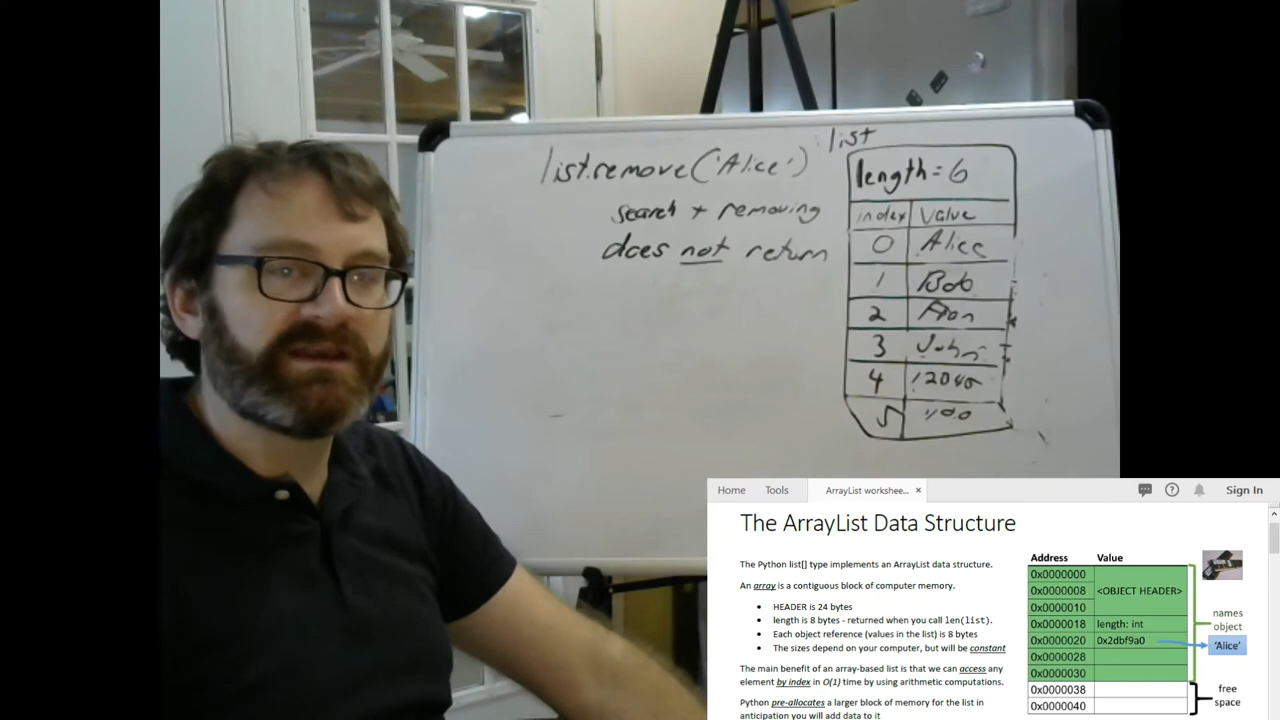 list.remove('Alice')
search + removing
does not return
list
length = 6
index value
0 Alice
1 Bob
2
3 John
4
5 100
Home Tools ArrayList workshee... × Sign In
The ArrayList Data Structure
The Python list[] type implements an ArrayList data structure.
An array is a contiguous block of computer memory.
• HEADER is 24 bytes
• length is 8 bytes - returned when you call len(list).
• Each object reference (values in the list) is 8 bytes
• The sizes depend on your computer, but will be constant
The main benefit of an array-based list is that we can access any
element by index in O(1) time by using arithmetic computations.
Python pre-allocates a larger block of memory for the list in
anticipation you will add data to it
Address Value
0x0000000
0x0000008 <OBJECT HEADER>
0x0000010
0x0000018 length: int
0x0000020 0x2dbf9a0
0x0000028
0x0000030
0x0000038
0x0000040
names
object
'Alice'
free
space